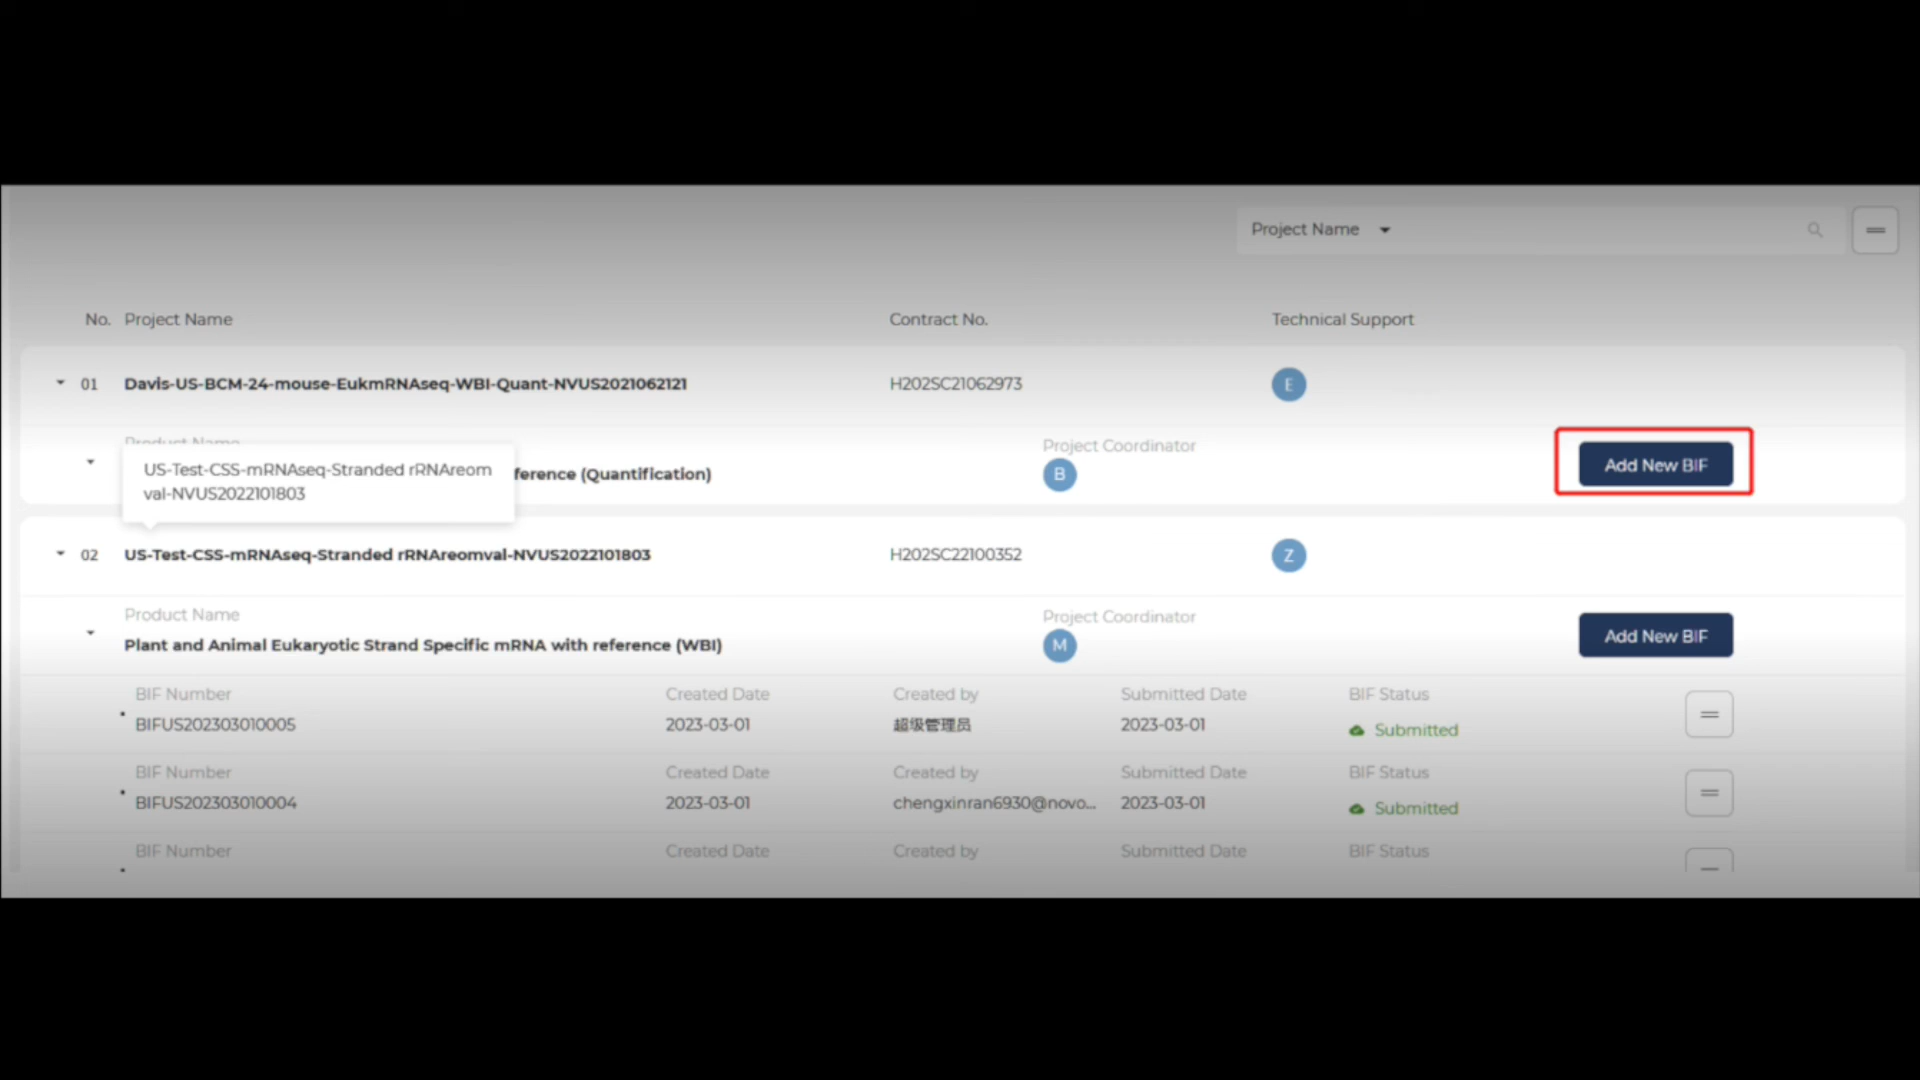 Project Name
No. Project Name Contract No. Technical Support
01 Davis-US-BCM-24-mouse-EukmRNAseq-WBI-Quant-NVUS2021062121 H202SC21062973 E
Product Name Project Coordinator
US-Test-CSS-mRNAseq-Stranded rRNAreom
val-NVUS2022101803
ference (Quantification) B Add New BIF
02 US-Test-CSS-mRNAseq-Stranded rRNAreomval-NVUS2022101803 H202SC22100352 Z
Product Name Project Coordinator
Plant and Animal Eukaryotic Strand Specific mRNA with reference (WBI) M Add New BIF
BIF Number Created Date Created by Submitted Date BIF Status
BIFUS202303010005 2023-03-01 超级管理员 2023-03-01 Submitted
BIF Number Created Date Created by Submitted Date BIF Status
BIFUS202303010004 2023-03-01 chengxinran6930@novo... 2023-03-01 Submitted
BIF Number Created Date Created by Submitted Date BIF Status